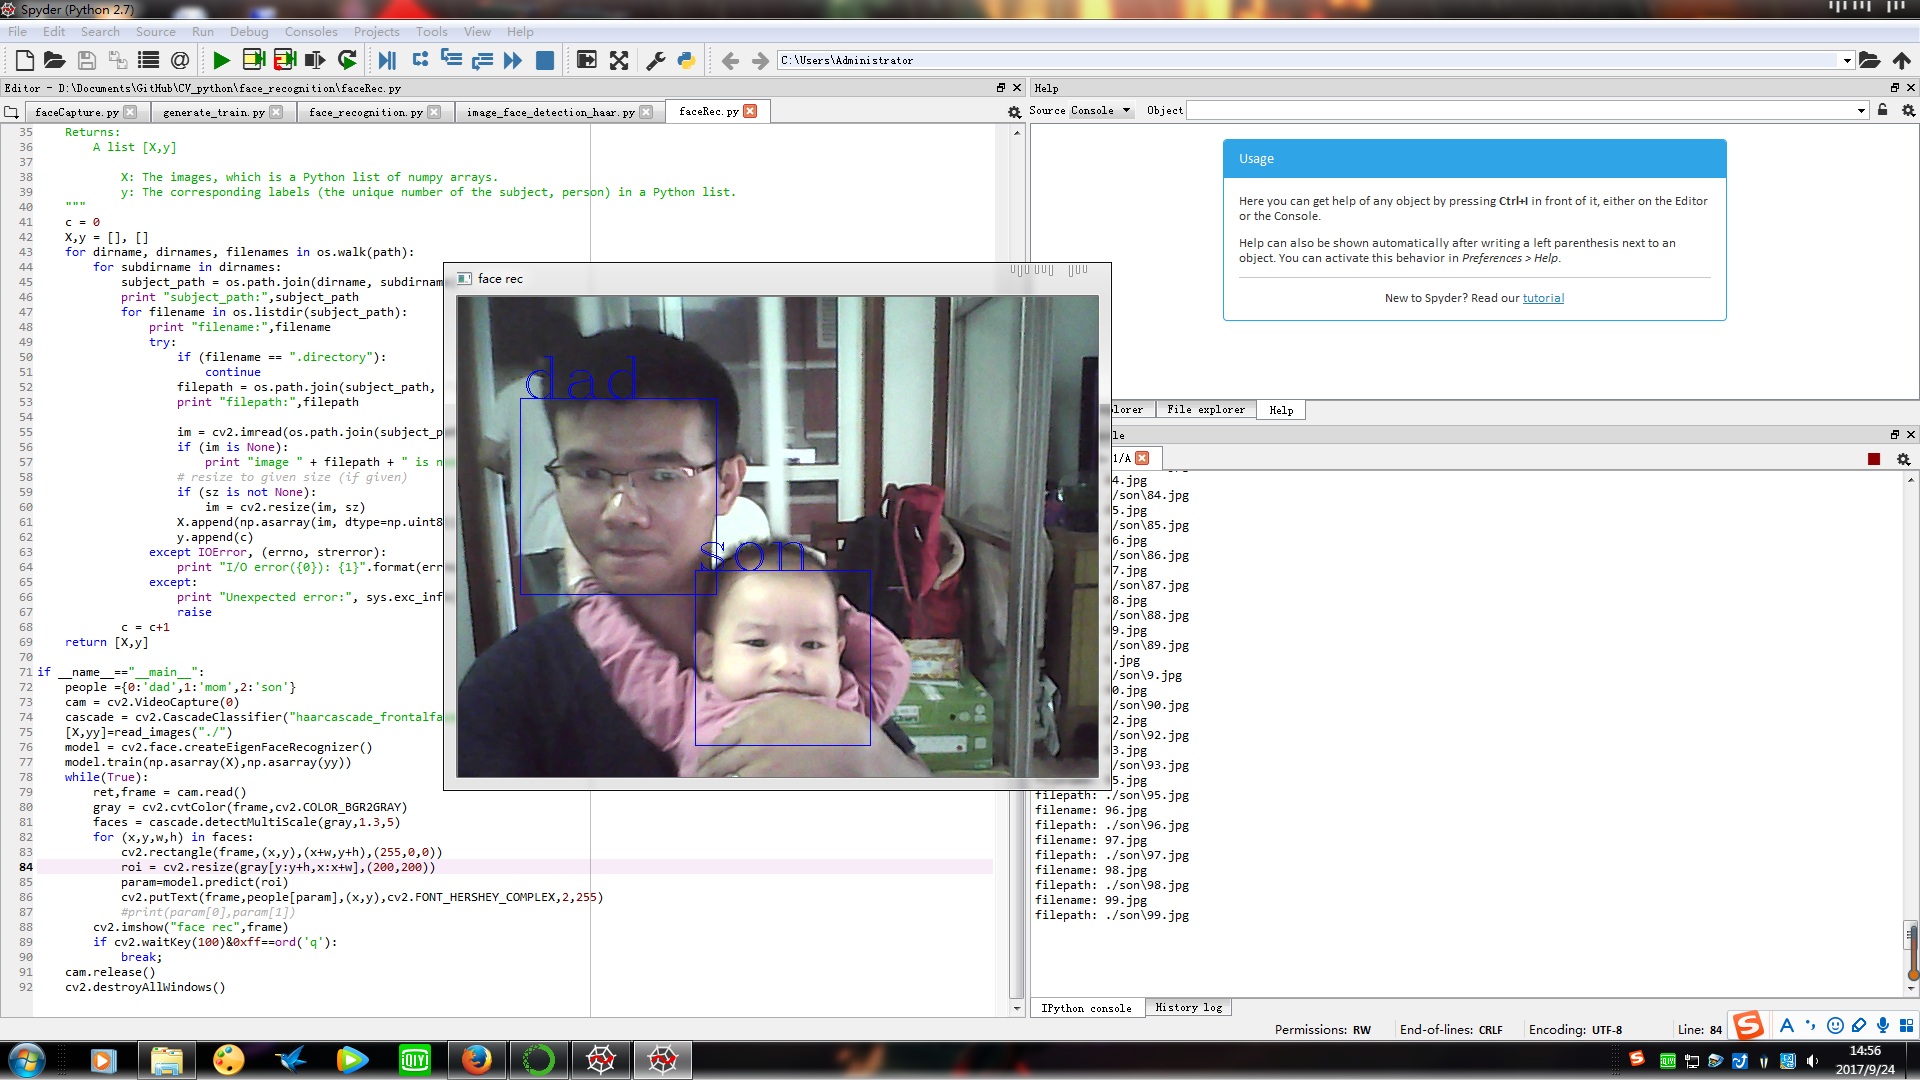 Spyder (Python 2.7)
File Edit Search Source Run Debug Consoles Projects Tools View Help
C:\Users\Administrator
Editor - D:\Documents\GitHub\CV_python\face_recognition\faceRec.py
faceCapture.py generate_train.py face_recognition.py image_face_detection_haar.py faceRec.py
35 Returns:
36 A list [X,y]
37
38 X: The images, which is a Python list of numpy arrays.
39 y: The corresponding labels (the unique number of the subject, person) in a Python list.
40 """
41 c = 0
42 X,y = [], []
43 for dirname, dirnames, filenames in os.walk(path):
44 for subdirname in dirnames:
45 subject_path = os.path.join(dirname, subdirnam
46 print "subject_path:",subject_path
47 for filename in os.listdir(subject_path):
48 print "filename:",filename
49 try:
50 if (filename == ".directory"):
51 continue
52 filepath = os.path.join(subject_path,
53 print "filepath:",filepath
54
55 im = cv2.imread(os.path.join(subject_p
56 if (im is None):
57 print "image " + filepath + " is n
58 # resize to given size (if given)
59 if (sz is not None):
60 im = cv2.resize(im, sz)
61 X.append(np.asarray(im, dtype=np.uint8
62 y.append(c)
63 except IOError, (errno, strerror):
64 print "I/O error({0}): {1}".format(err
65 except:
66 print "Unexpected error:", sys.exc_inf
67 raise
68 c = c+1
69 return [X,y]
70
71 if __name__=="__main__":
72 people ={0:'dad',1:'mom',2:'son'}
73 cam = cv2.VideoCapture(0)
74 cascade = cv2.CascadeClassifier("haarcascade_frontalfa
75 [X,yy]=read_images("./")
76 model = cv2.face.createEigenFaceRecognizer()
77 model.train(np.asarray(X),np.asarray(yy))
78 while(True):
79 ret,frame = cam.read()
80 gray = cv2.cvtColor(frame,cv2.COLOR_BGR2GRAY)
81 faces = cascade.detectMultiScale(gray,1.3,5)
82 for (x,y,w,h) in faces:
83 cv2.rectangle(frame,(x,y),(x+w,y+h),(255,0,0))
84 roi = cv2.resize(gray[y:y+h,x:x+w],(200,200))
85 param=model.predict(roi)
86 cv2.putText(frame,people[param],(x,y),cv2.FONT_HERSHEY_COMPLEX,2,255)
87 #print(param[0],param[1])
88 cv2.imshow("face rec",frame)
89 if cv2.waitKey(100)&0xff==ord('q'):
90 break;
91 cam.release()
92 cv2.destroyAllWindows()
face rec
dad
son
Help
Source Console Object
Usage
Here you can get help of any object by pressing Ctrl+I in front of it, either on the Editor
or the Console.
Help can also be shown automatically after writing a left parenthesis next to an
object. You can activate this behavior in Preferences > Help.
New to Spyder? Read our tutorial
lorer File explorer Help
le
1/A
4.jpg
/son\84.jpg
5.jpg
/son\85.jpg
6.jpg
/son\86.jpg
7.jpg
/son\87.jpg
8.jpg
/son\88.jpg
9.jpg
/son\89.jpg
.jpg
/son\9.jpg
0.jpg
/son\90.jpg
2.jpg
/son\92.jpg
3.jpg
/son\93.jpg
5.jpg
filepath: ./son\95.jpg
filename: 96.jpg
filepath: ./son\96.jpg
filename: 97.jpg
filepath: ./son\97.jpg
filename: 98.jpg
filepath: ./son\98.jpg
filename: 99.jpg
filepath: ./son\99.jpg
IPython console History log
Permissions: RW End-of-lines: CRLF Encoding: UTF-8 Line: 84
iQIYI
14:56
2017/9/24